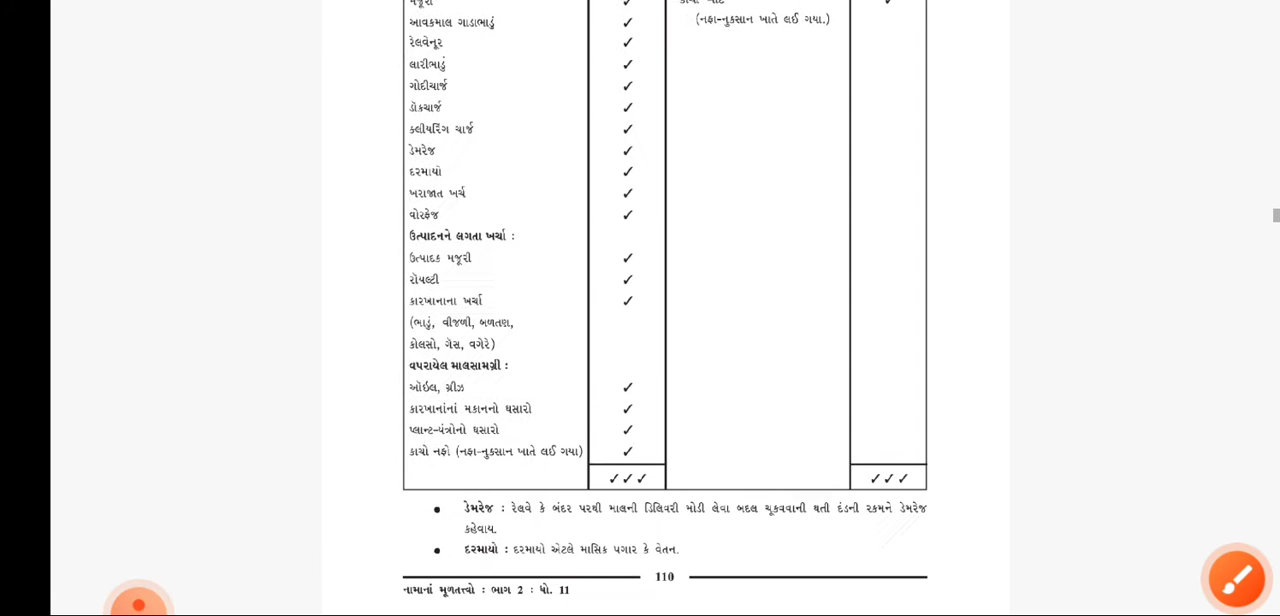 મજૂરી ✓ કાચી ખોટ ✓
આવકમાલ ગાડાભાડું ✓ (નફા-નુકસાન ખાતે લઈ ગયા.)
રેલવેનૂર ✓
લારીભાડું ✓
ગોદીચાર્જ ✓
ડૉકચાર્જ ✓
કલીયરિંગ ચાર્જ ✓
ડેમરેજ ✓
દરમાયો ✓
ખરાજાત ખર્ચ ✓
વોરફેજ ✓
ઉત્પાદનને લગતા ખર્ચા :
ઉત્પાદક મજૂરી ✓
રૉયલ્ટી ✓
કારખાનાના ખર્ચા ✓
(ભાડું, વીજળી, બળતણ,
કોલસો, ગેસ, વગેરે)
વપરાયેલ માલસામગ્રી :
ઑઇલ, ગ્રીઝ ✓
કારખાનાંનાં મકાનનો ઘસારો ✓
પ્લાન્ટ-યંત્રોનો ઘસારો ✓
કાચો નફો (નફા-નુકસાન ખાતે લઈ ગયા) ✓
✓✓✓ ✓✓✓
● ડેમરેજ : રેલવે કે બંદર પરથી માલની ડિલિવરી મોડી લેવા બદલ ચૂકવવાની થતી દંડની રકમને ડેમરેજ
કહેવાય.
● દરમાયો : દરમાયો એટલે માસિક પગાર કે વેતન.
110
નામાનાં મૂળતત્ત્વો : ભાગ 2 : ધો. 11